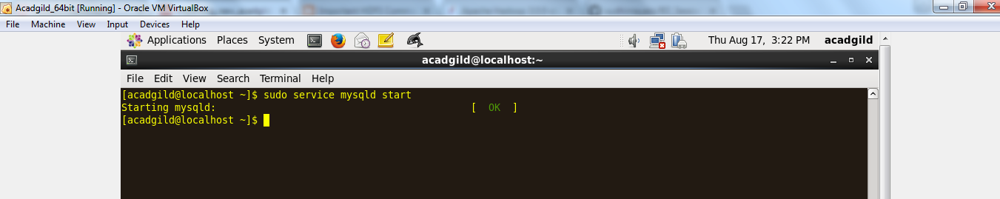 Acadgild_64bit [Running] - Oracle VM VirtualBox
File Machine View Input Devices Help
Applications Places System Thu Aug 17, 3:22 PM acadgild
acadgild@localhost:~
File Edit View Search Terminal Help
[acadgild@localhost ~]$ sudo service mysqld start
Starting mysqld: [ OK ]
[acadgild@localhost ~]$